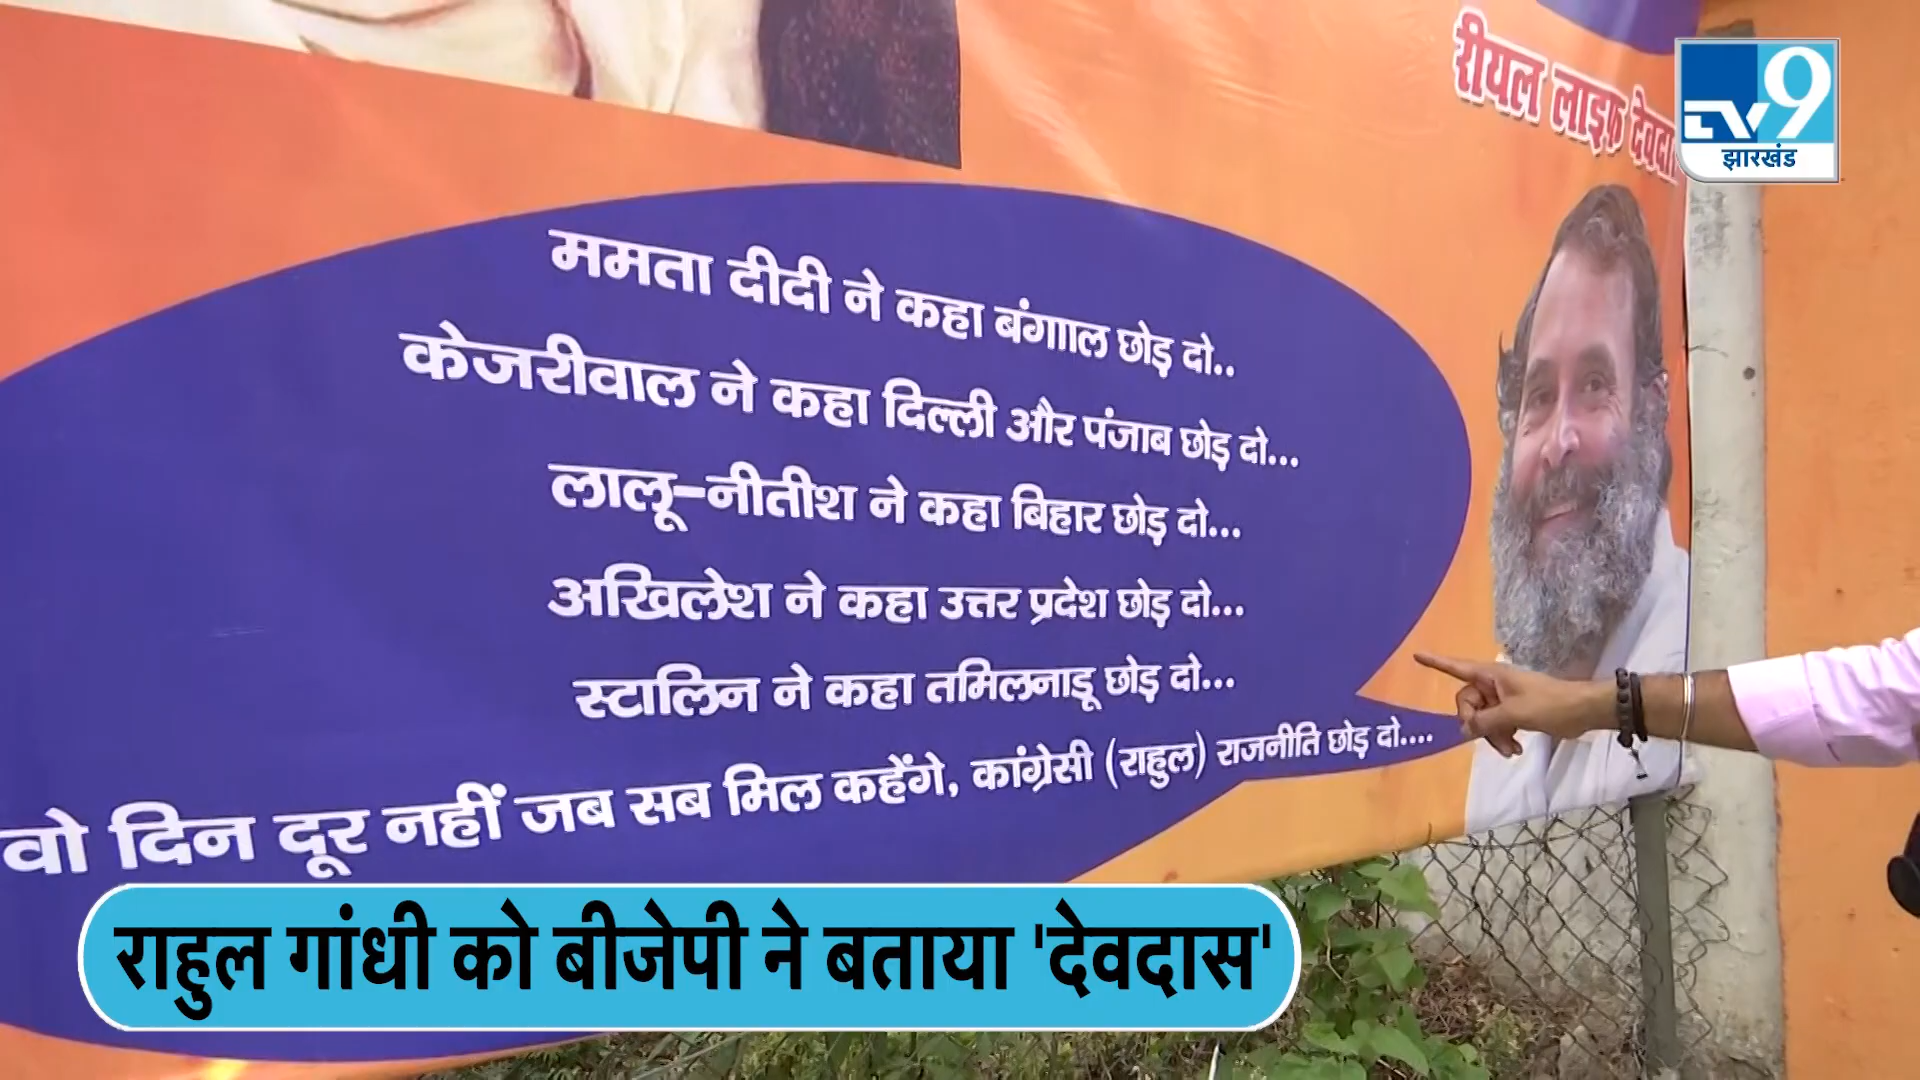 रीयल लाइफ देवदा
TV9
झारखंड
ममता दीदी ने कहा बंगााल छोड़ दो..
केजरीवाल ने कहा दिल्ली और पंजाब छोड़ दो...
लालू-नीतीश ने कहा बिहार छोड़ दो...
अखिलेश ने कहा उत्तर प्रदेश छोड़ दो...
स्टालिन ने कहा तमिलनाडू छोड़ दो...
वो दिन दूर नहीं जब सब मिल कहेंगे, कांग्रेसी (राहुल) राजनीति छोड़ दो....
राहुल गांधी को बीजेपी ने बताया 'देवदास'